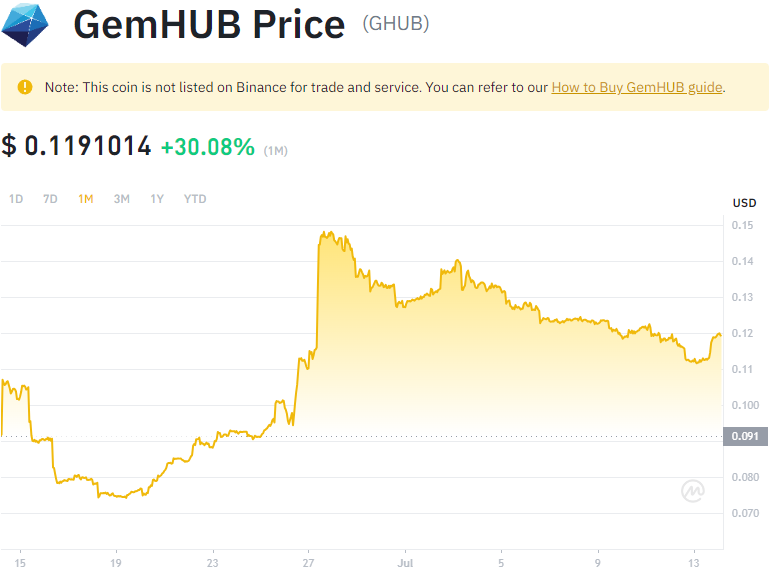 GemHUB Price (GHUB)
Note: This coin is not listed on Binance for trade and service. You can refer to our How to Buy GemHUB guide.
$ 0.1191014 +30.08% (1M)
1D 7D 1M 3M 1Y YTD
USD
0.15
0.14
0.13
0.12
0.11
0.100
0.091
0.080
0.070
15 19 23 27 Jul 5 9 13